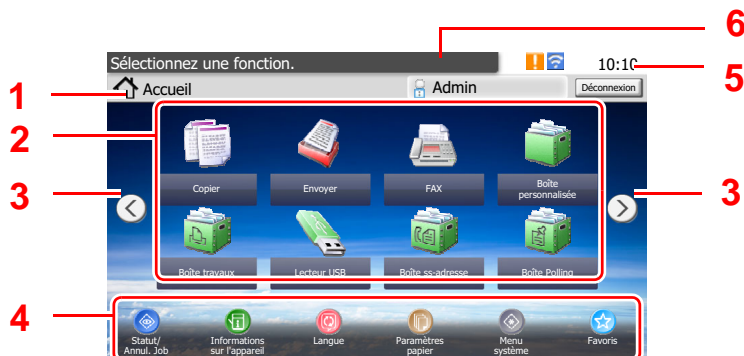 6
Sélectionnez une fonction.
10:10
5
1
Accueil
Admin
Déconnexion
2
Copier
Envoyer
FAX
Boîte
personnalisée
3
3
Boîte travaux
Lecteur USB
Boîte ss-adresse
Boîte Polling
4
Statut/
Annul. Job
Informations
sur l'appareil
Langue
Paramètres
papier
Menu
système
Favoris